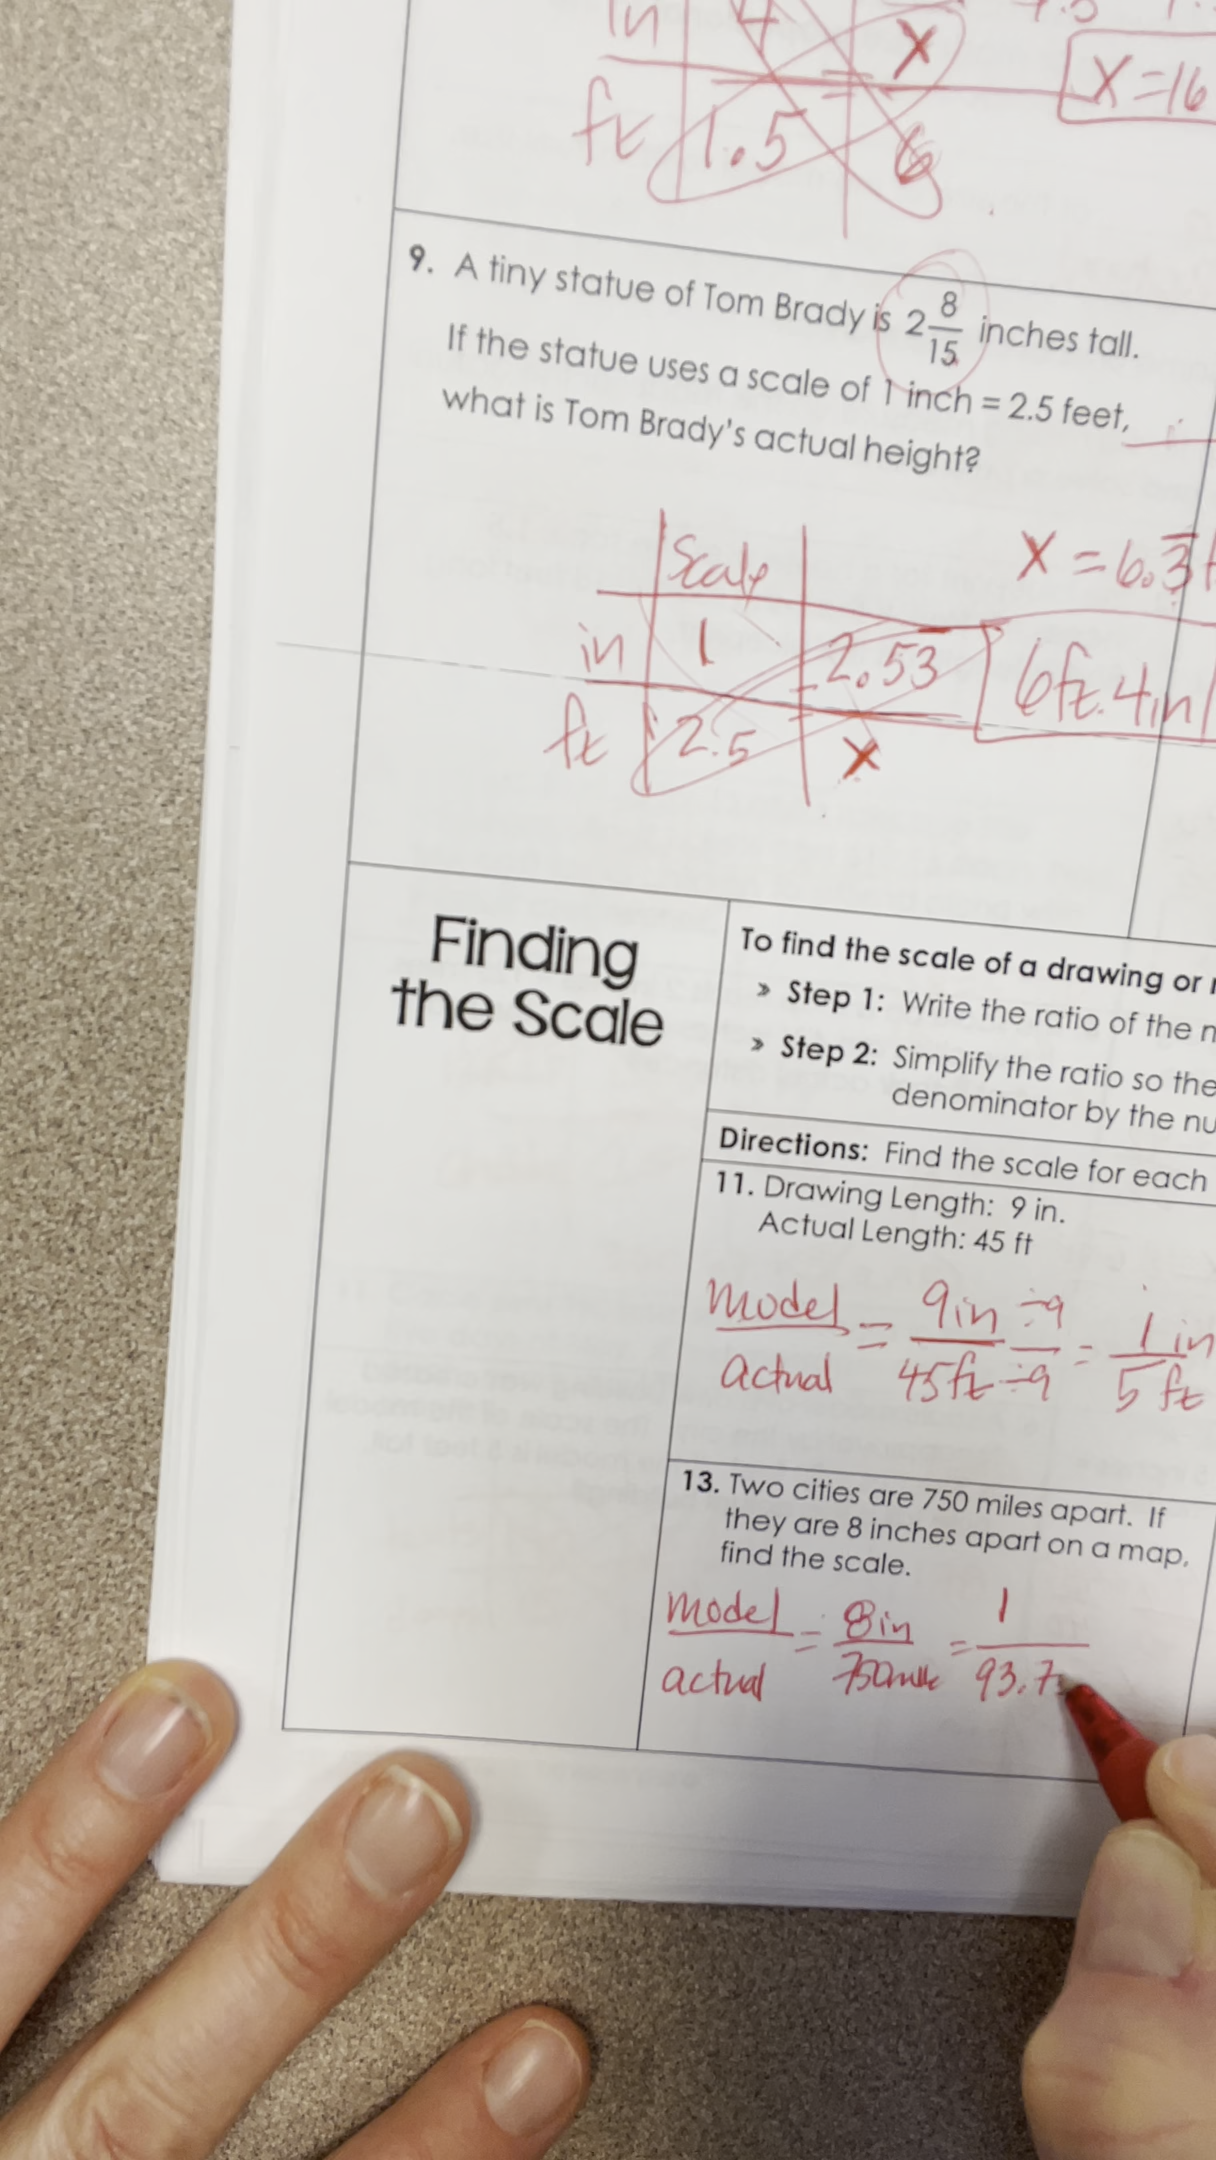 in 4 x
ft 1.5 = 6
x = 16
9. A tiny statue of Tom Brady is 2 8/15 inches tall.
If the statue uses a scale of 1 inch = 2.5 feet,
what is Tom Brady's actual height?
Scale
in 1 2.53̅
ft 2.5 = x
x = 6.3̅
6ft. 4in
Finding
the Scale
To find the scale of a drawing or
» Step 1: Write the ratio of the
» Step 2: Simplify the ratio so the
denominator by the
Directions: Find the scale for each
11. Drawing Length: 9 in.
Actual Length: 45 ft
model/actual = 9in/45ft ÷9/÷9 = 1 in/5 ft
13. Two cities are 750 miles apart. If
they are 8 inches apart on a map,
find the scale.
model/actual = 8in/750mile = 1/93.7